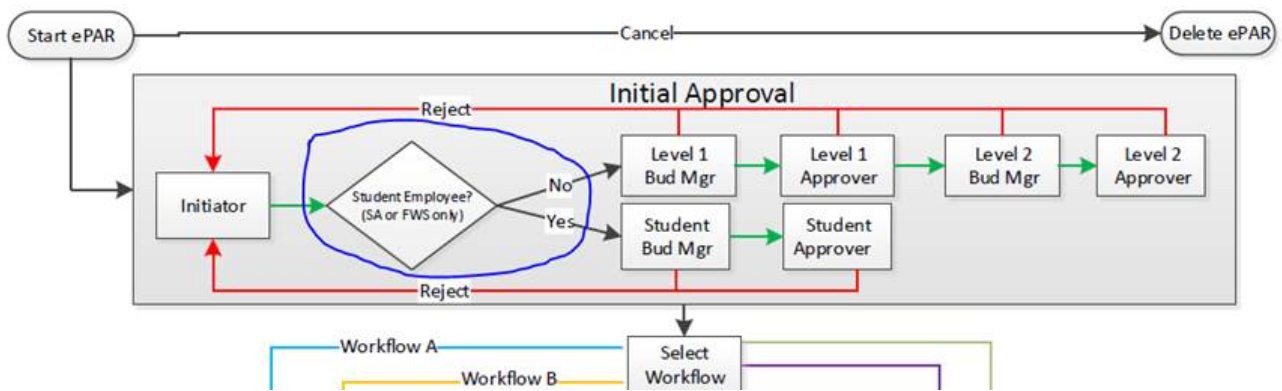 Start ePAR
Cancel
Delete ePAR
Initial Approval
Reject
Initiator
Student Employee?
(SA or FWS only)
No
Yes
Level 1
Bud Mgr
Level 1
Approver
Level 2
Bud Mgr
Level 2
Approver
Student
Bud Mgr
Student
Approver
Reject
Select
Workflow
Workflow A
Workflow B